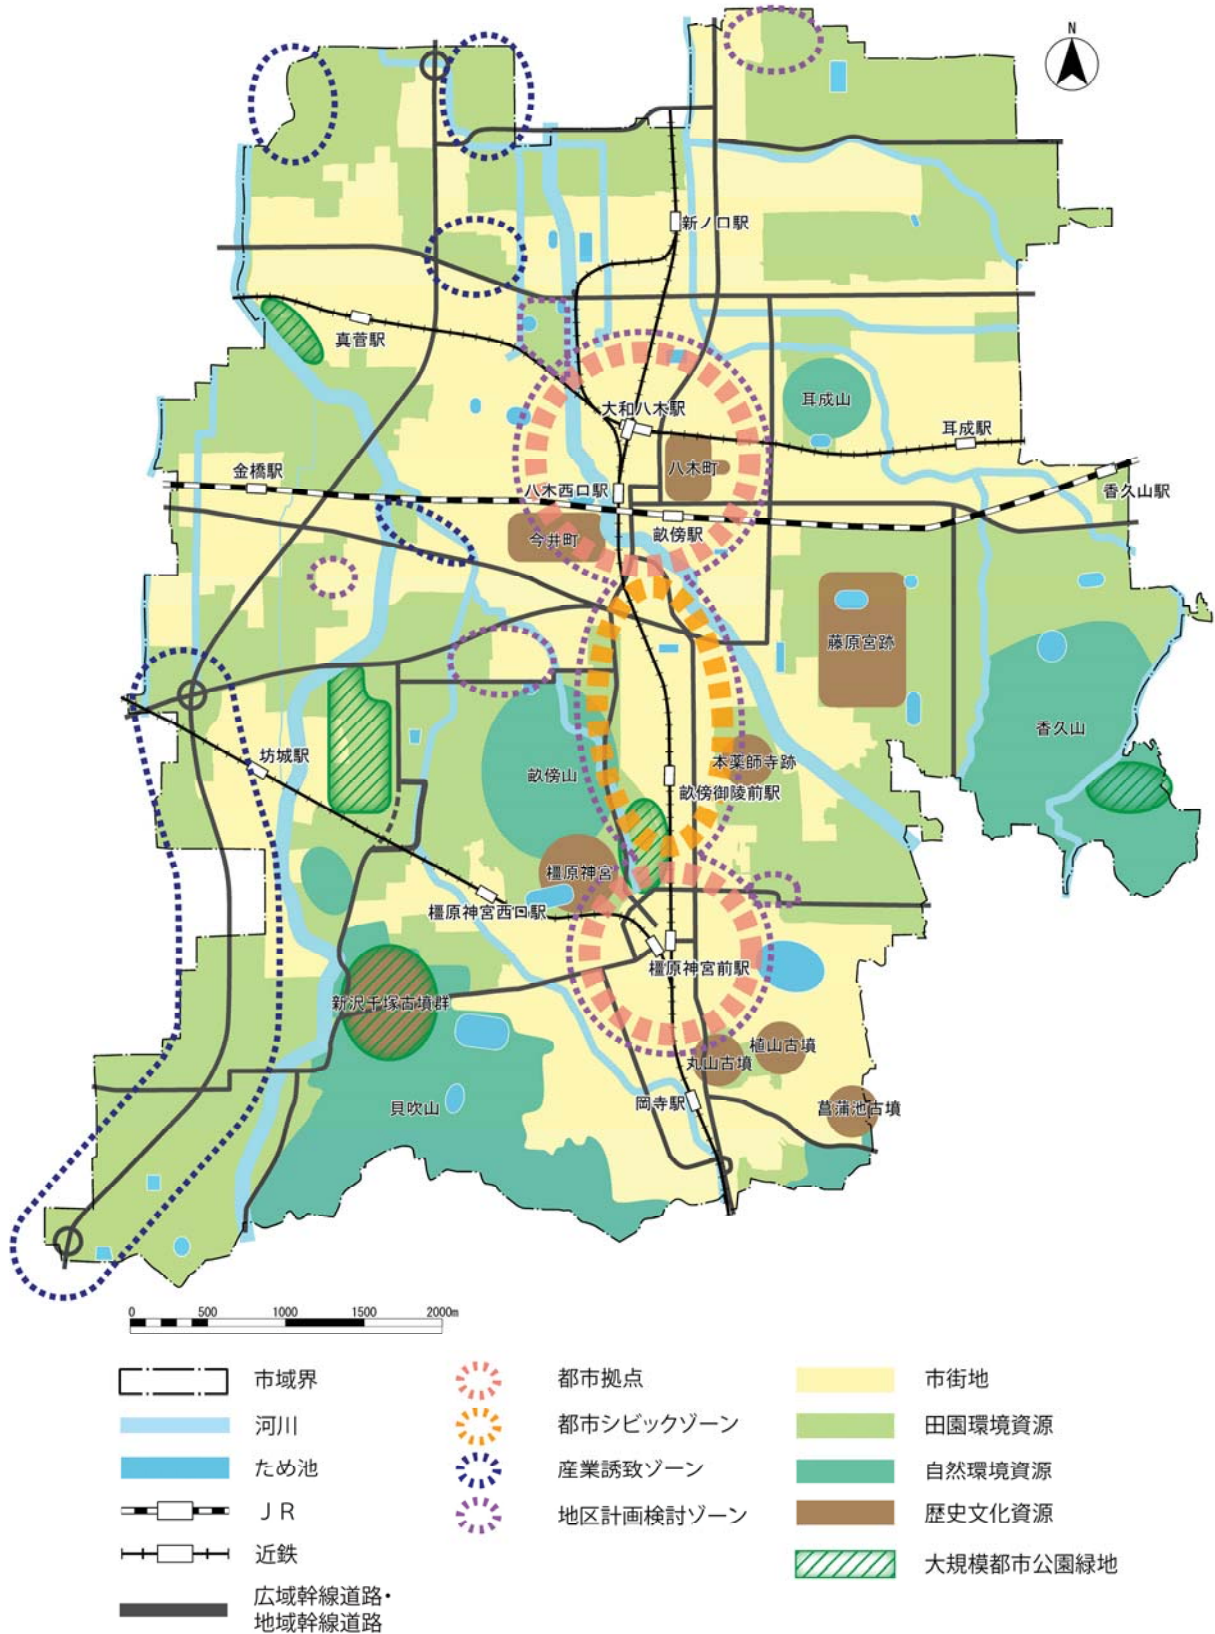 N
新ノ口駅
真菅駅
大和八木駅
耳成山
耳成駅
八木町
金橋駅
八木西口駅
香久山駅
今井町
畝傍駅
藤原宮跡
香久山
坊城駅
畝傍山
本薬師寺跡
畝傍御陵前駅
橿原神宮
橿原神宮西口駅
橿原神宮前駅
新沢千塚古墳群
植山古墳
丸山古墳
岡寺駅
貝吹山
菖蒲池古墳
0 500 1000 1500 2000m
市域界
河川
ため池
JR
近鉄
広域幹線道路・
地域幹線道路
都市拠点
都市シビックゾーン
産業誘致ゾーン
地区計画検討ゾーン
市街地
田園環境資源
自然環境資源
歴史文化資源
大規模都市公園緑地